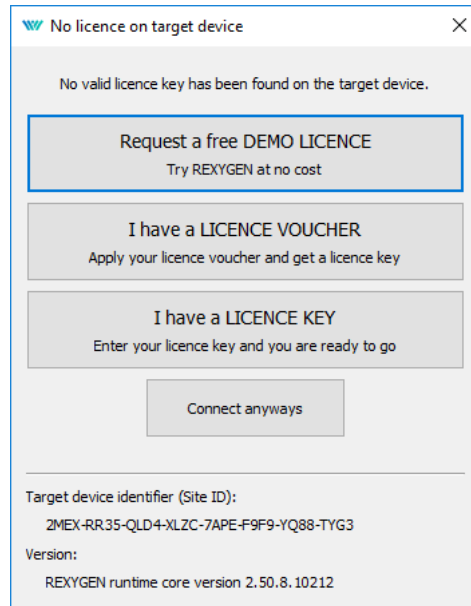 No licence on target device
No valid licence key has been found on the target device.
Request a free DEMO LICENCE
Try REXYGEN at no cost
I have a LICENCE VOUCHER
Apply your licence voucher and get a licence key
I have a LICENCE KEY
Enter your licence key and you are ready to go
Connect anyways
Target device identifier (Site ID):
2MEX-RR35-QLD4-XLZC-7APE-F9F9-YQ88-TYG3
Version:
REXYGEN runtime core version 2.50.8.10212